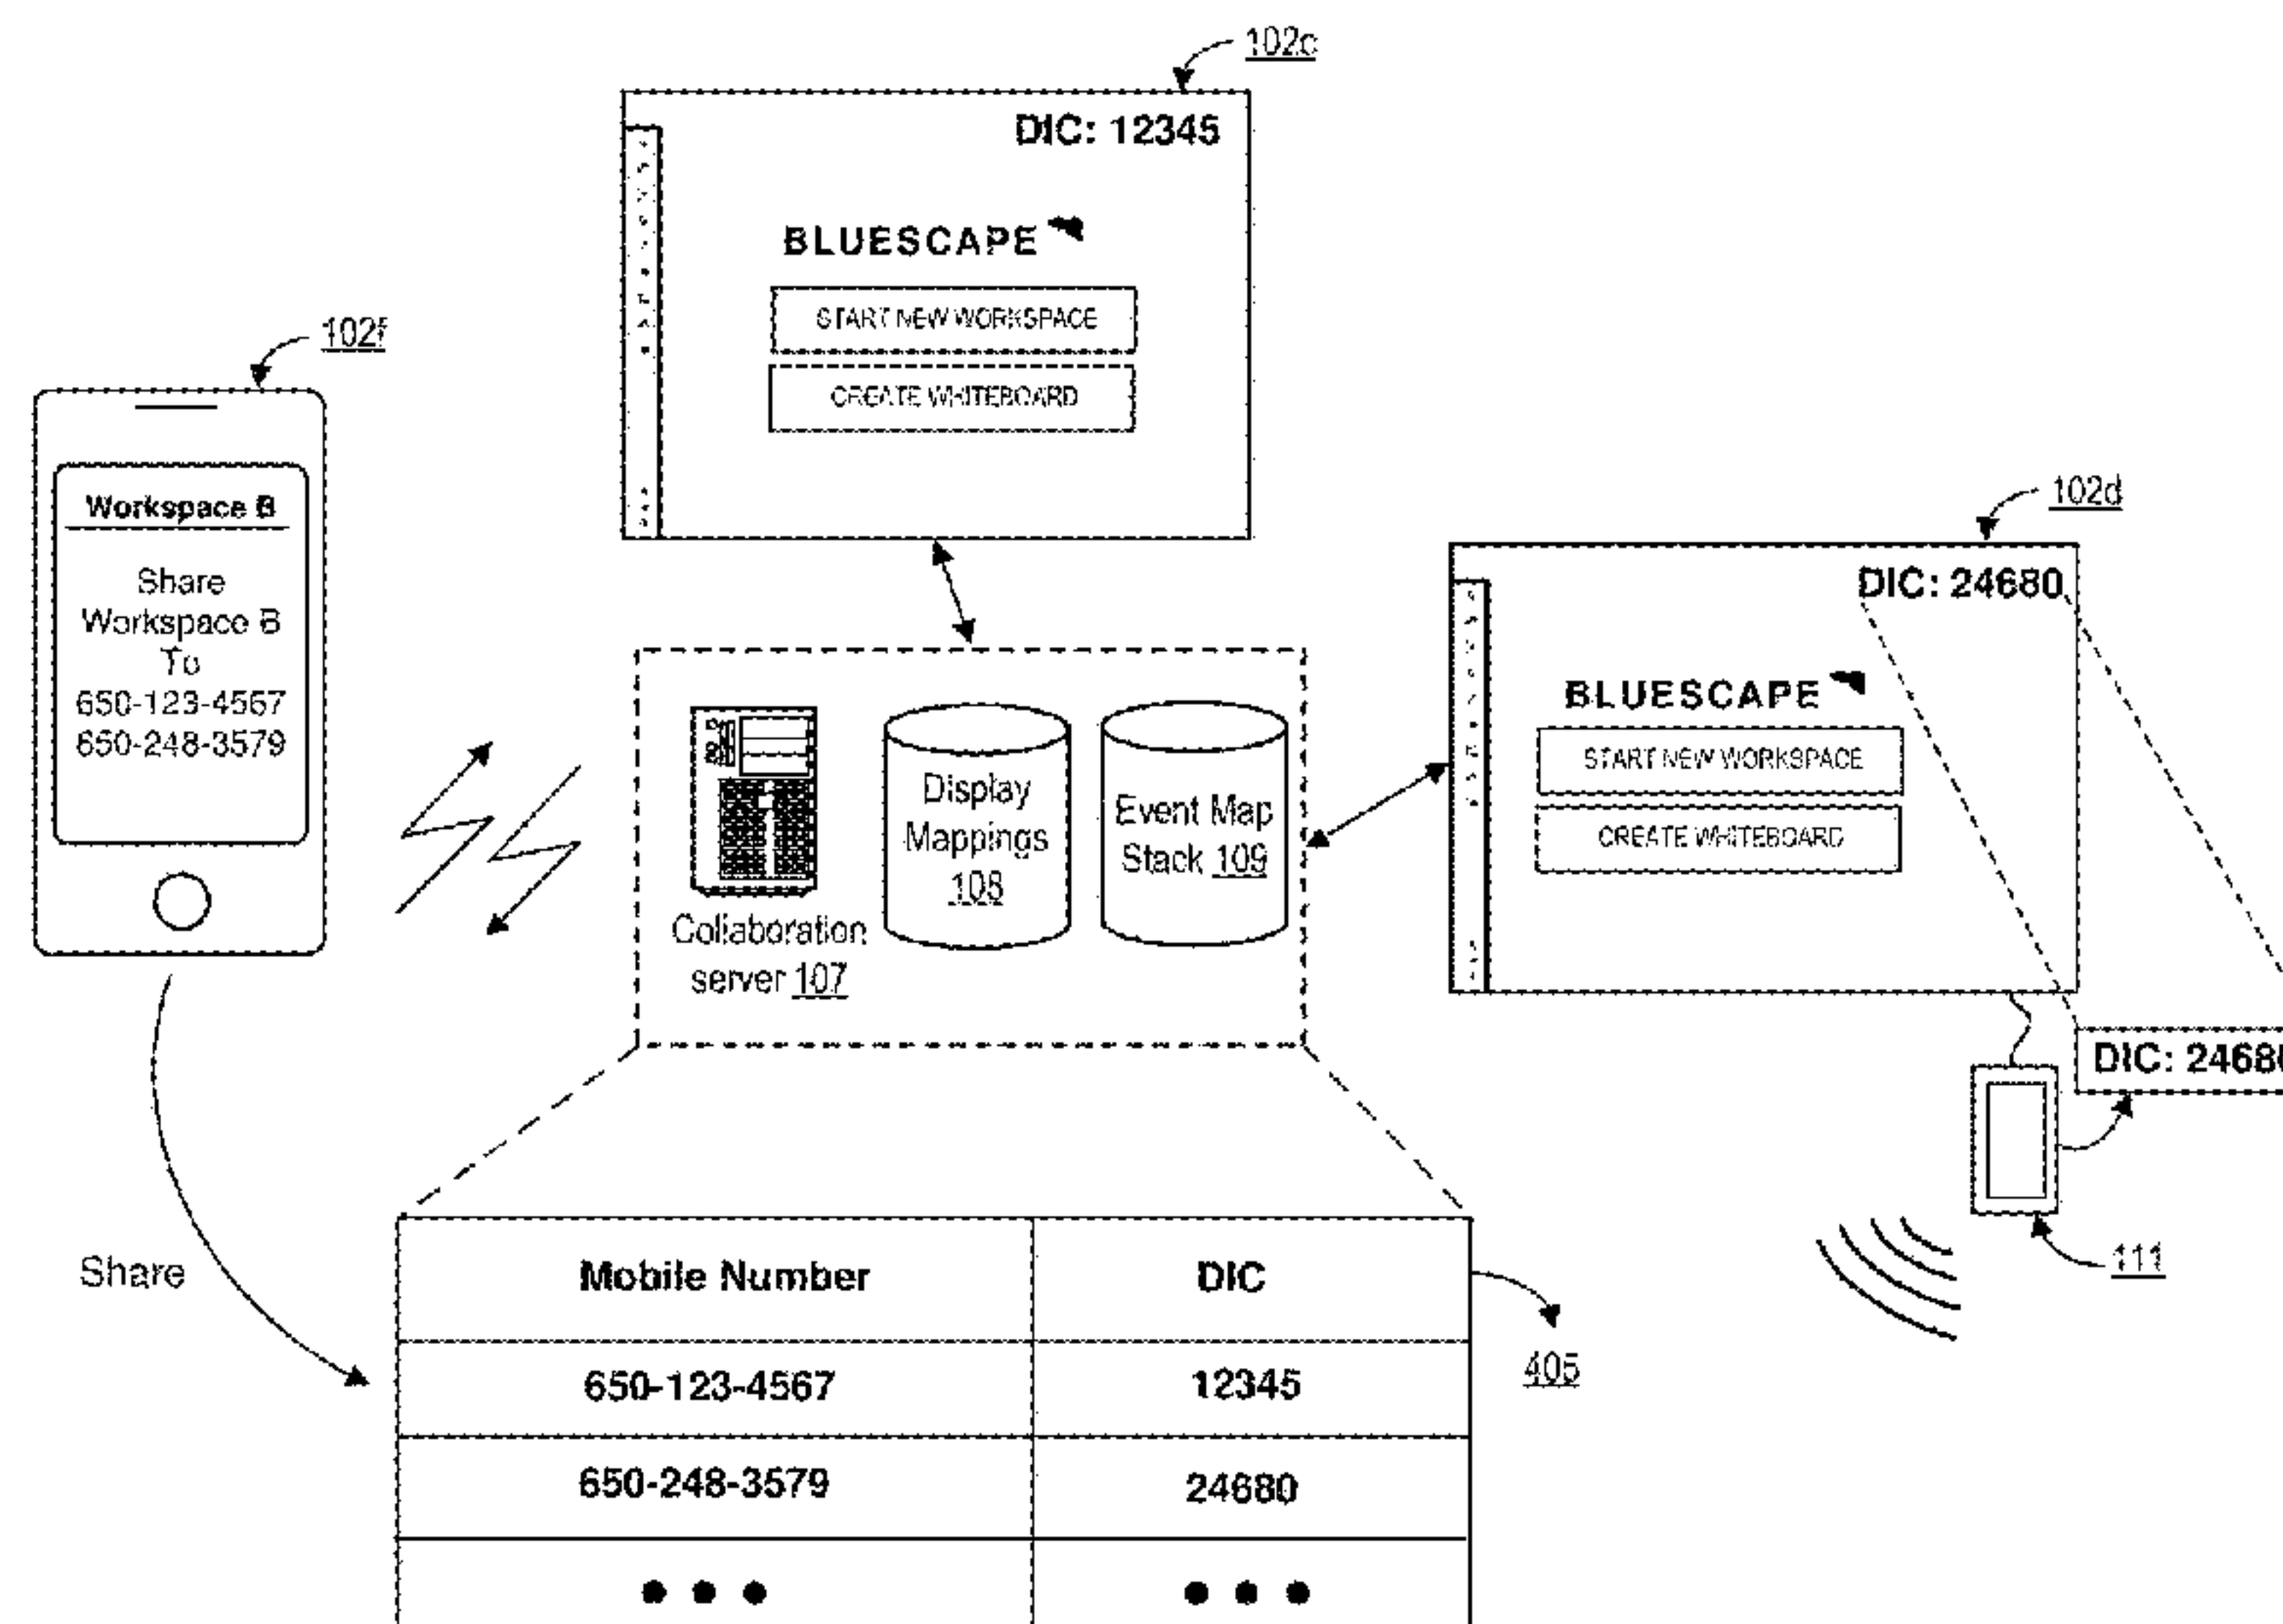 102c
DIC: 12345
BLUESCAPE
START NEW WORKSPACE
CREATE WHITEBOARD
102f
Workspace B
Share
Workspace B
To
650-123-4567
650-248-3579
102d
DIC: 24680
BLUESCAPE
START NEW WORKSPACE
CREATE WHITEBOARD
Display
Mappings
108
Event Map
Stack 109
Collaboration
server 107
DIC: 24680
111
Share
Mobile Number DIC
405
650-123-4567 12345
650-248-3579 24680